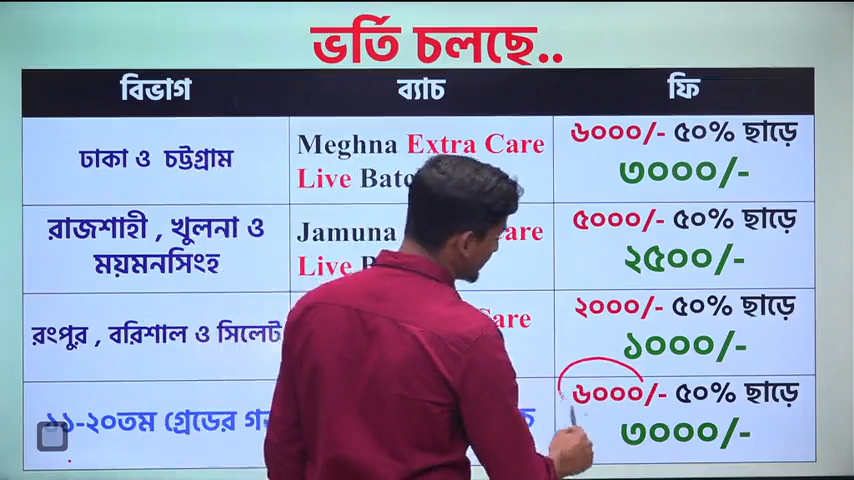 ভর্তি চলছে..
বিভাগ ব্যাচ ফি
ঢাকা ও চট্টগ্রাম
Meghna Extra Care
Live
৬০০০/- ৫০% ছাড়ে
৩০০০/-
রাজশাহী , খুলনা ও
ময়মনসিংহ
Jamuna
Live
৫০০০/- ৫০% ছাড়ে
২৫০০/-
রংপুর , বরিশাল ও সিলেট
২০০০/- ৫০% ছাড়ে
১০০০/-
১১-২০তম গ্রেডের
৬০০০/- ৫০% ছাড়ে
৩০০০/-